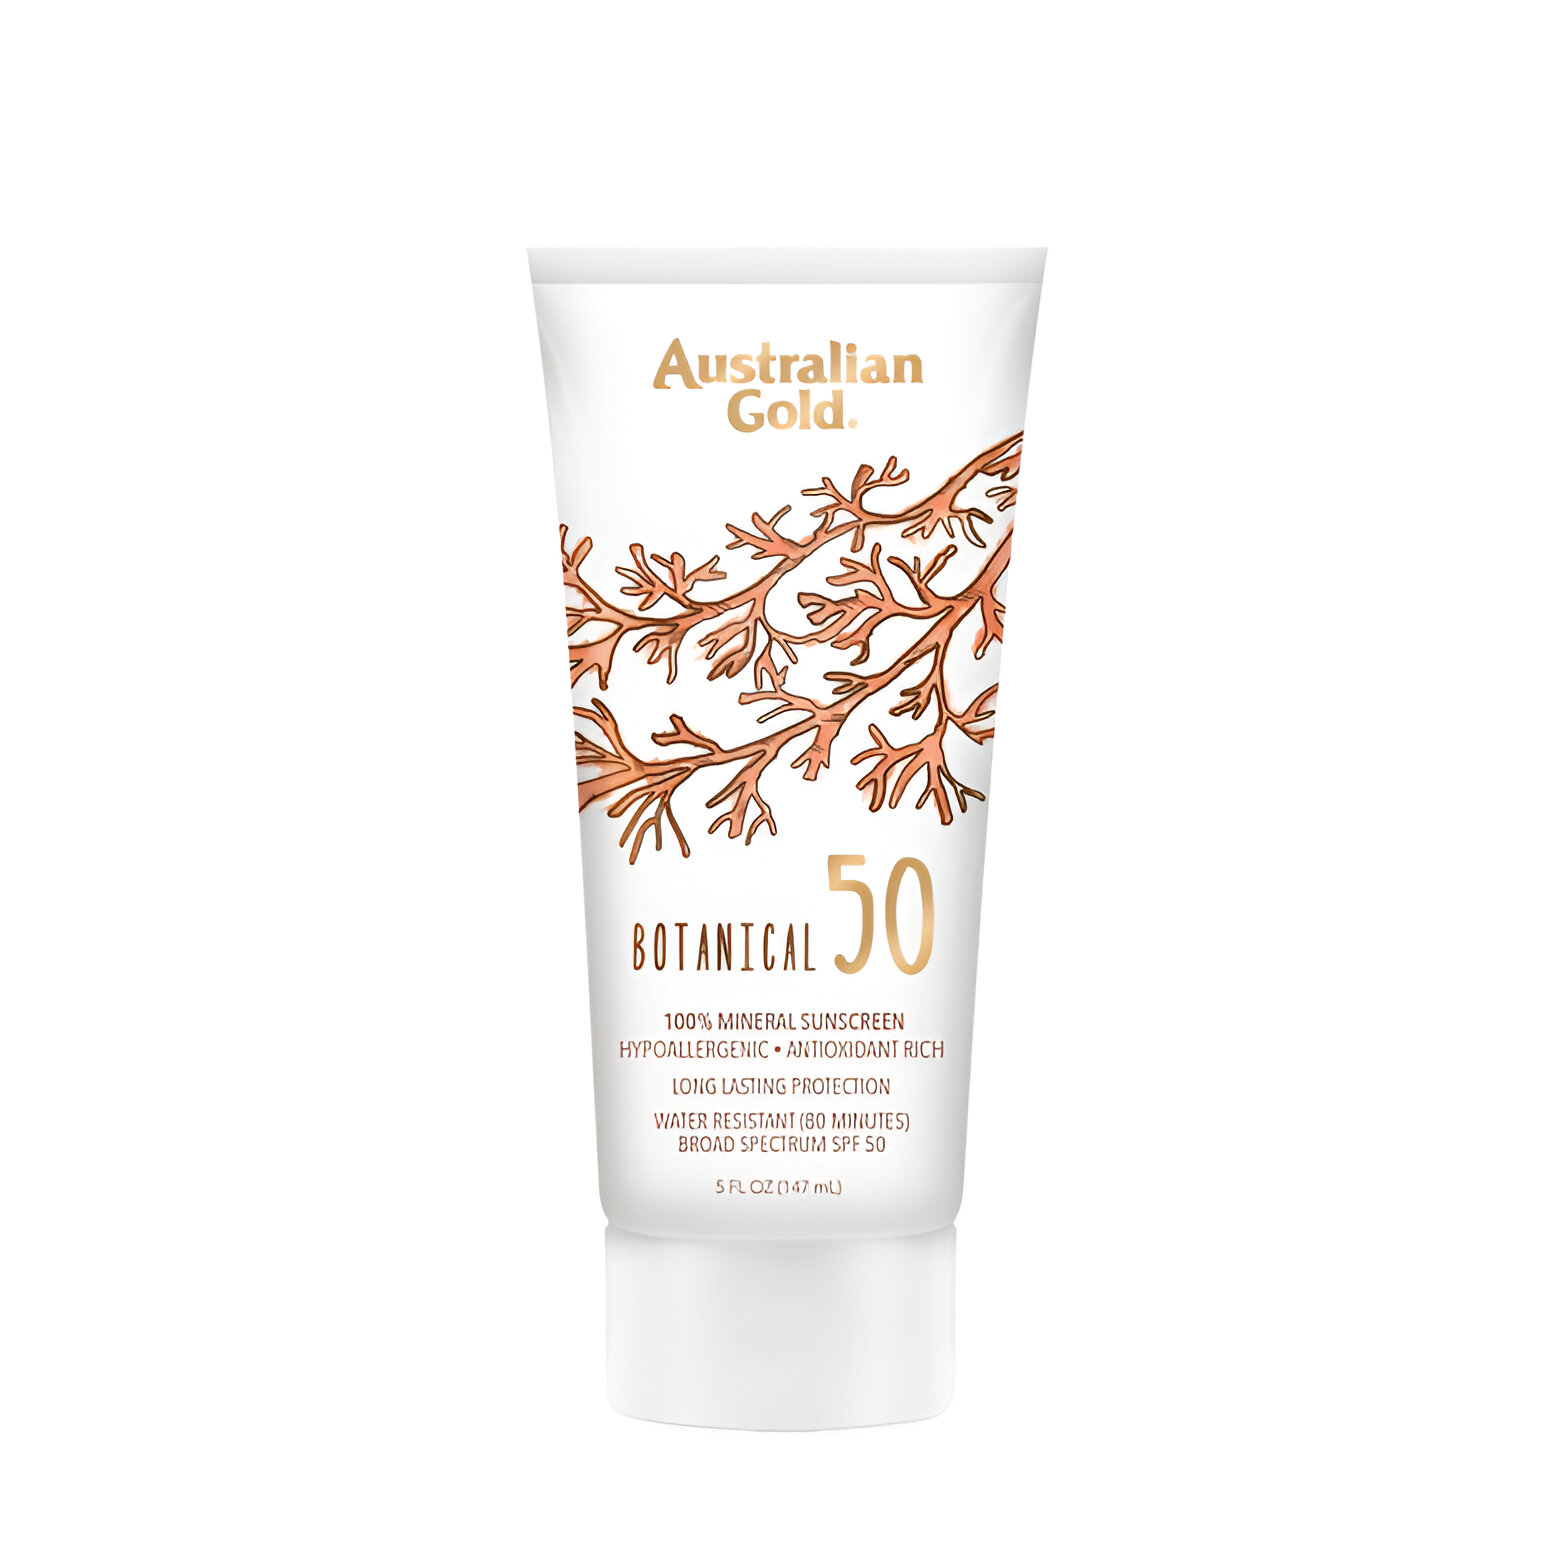 Australian
Gold.
BOTANICAL 50
100% MINERAL SUNSCREEN
HYPOALLERGENIC • ANTIOXIDANT RICH
LONG LASTING PROTECTION
WATER RESISTANT (80 MINUTES)
BROAD SPECTRUM SPF 50
5 FL OZ (147 mL)